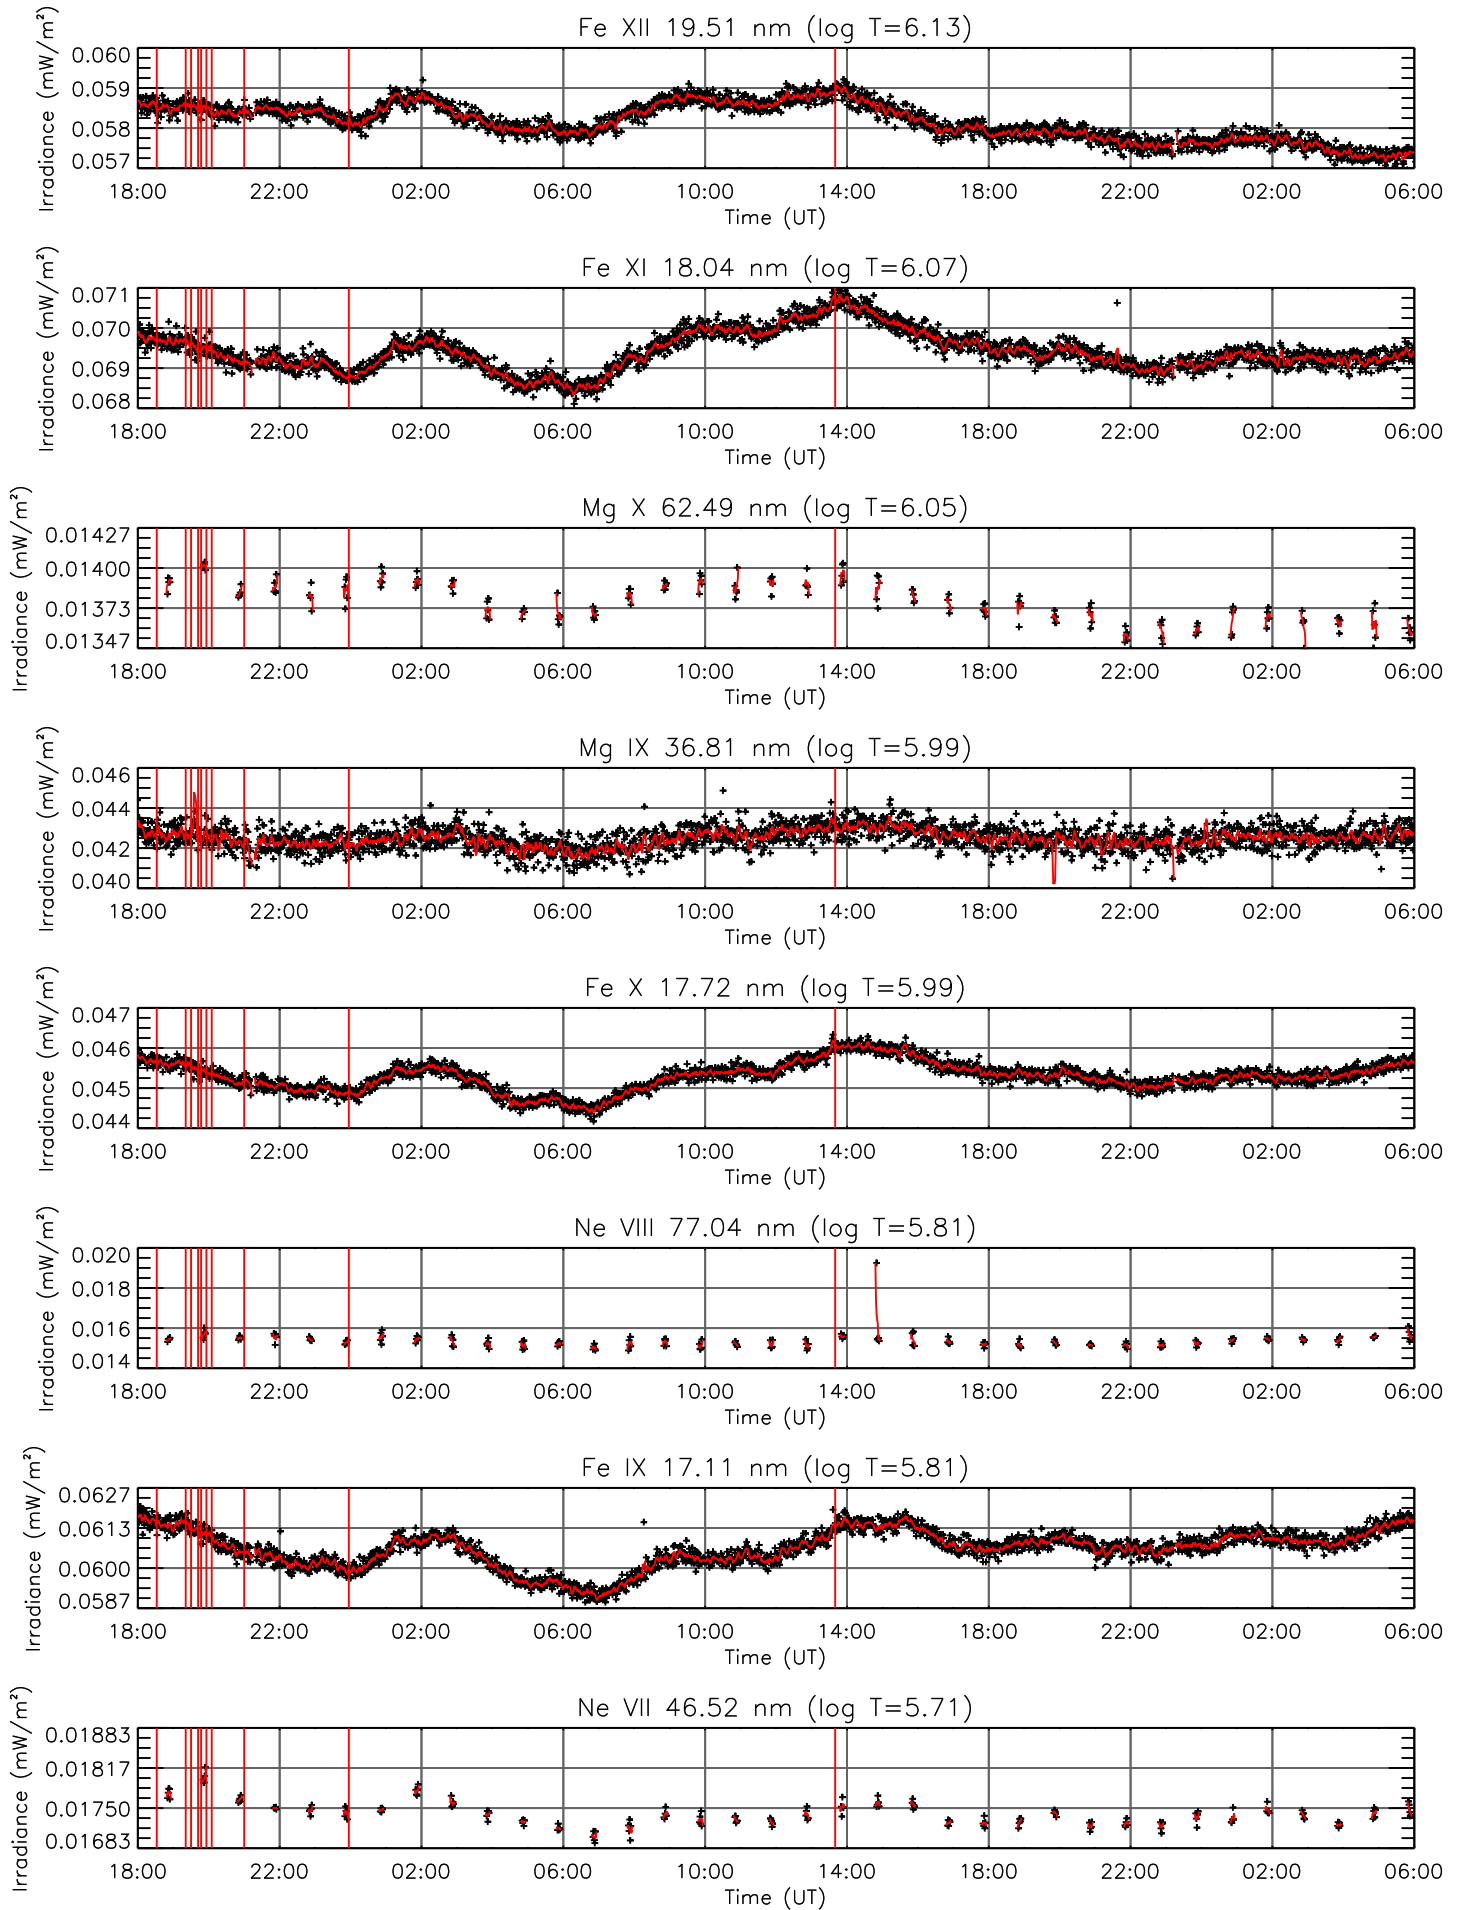 Fe XII 19.51 nm (log T=6.13)
Irradiance (mW/m²)
0.060
0.059
0.058
0.057
18:00 22:00 02:00 06:00 10:00 14:00 18:00 22:00 02:00 06:00
Time (UT)
Fe XI 18.04 nm (log T=6.07)
Irradiance (mW/m²)
0.071
0.070
0.069
0.068
18:00 22:00 02:00 06:00 10:00 14:00 18:00 22:00 02:00 06:00
Time (UT)
Mg X 62.49 nm (log T=6.05)
Irradiance (mW/m²)
0.01427
0.01400
0.01373
0.01347
18:00 22:00 02:00 06:00 10:00 14:00 18:00 22:00 02:00 06:00
Time (UT)
Mg IX 36.81 nm (log T=5.99)
Irradiance (mW/m²)
0.046
0.044
0.042
0.040
18:00 22:00 02:00 06:00 10:00 14:00 18:00 22:00 02:00 06:00
Time (UT)
Fe X 17.72 nm (log T=5.99)
Irradiance (mW/m²)
0.047
0.046
0.045
0.044
18:00 22:00 02:00 06:00 10:00 14:00 18:00 22:00 02:00 06:00
Time (UT)
Ne VIII 77.04 nm (log T=5.81)
Irradiance (mW/m²)
0.020
0.018
0.016
0.014
18:00 22:00 02:00 06:00 10:00 14:00 18:00 22:00 02:00 06:00
Time (UT)
Fe IX 17.11 nm (log T=5.81)
Irradiance (mW/m²)
0.0627
0.0613
0.0600
0.0587
18:00 22:00 02:00 06:00 10:00 14:00 18:00 22:00 02:00 06:00
Time (UT)
Ne VII 46.52 nm (log T=5.71)
Irradiance (mW/m²)
0.01883
0.01817
0.01750
0.01683
18:00 22:00 02:00 06:00 10:00 14:00 18:00 22:00 02:00 06:00
Time (UT)